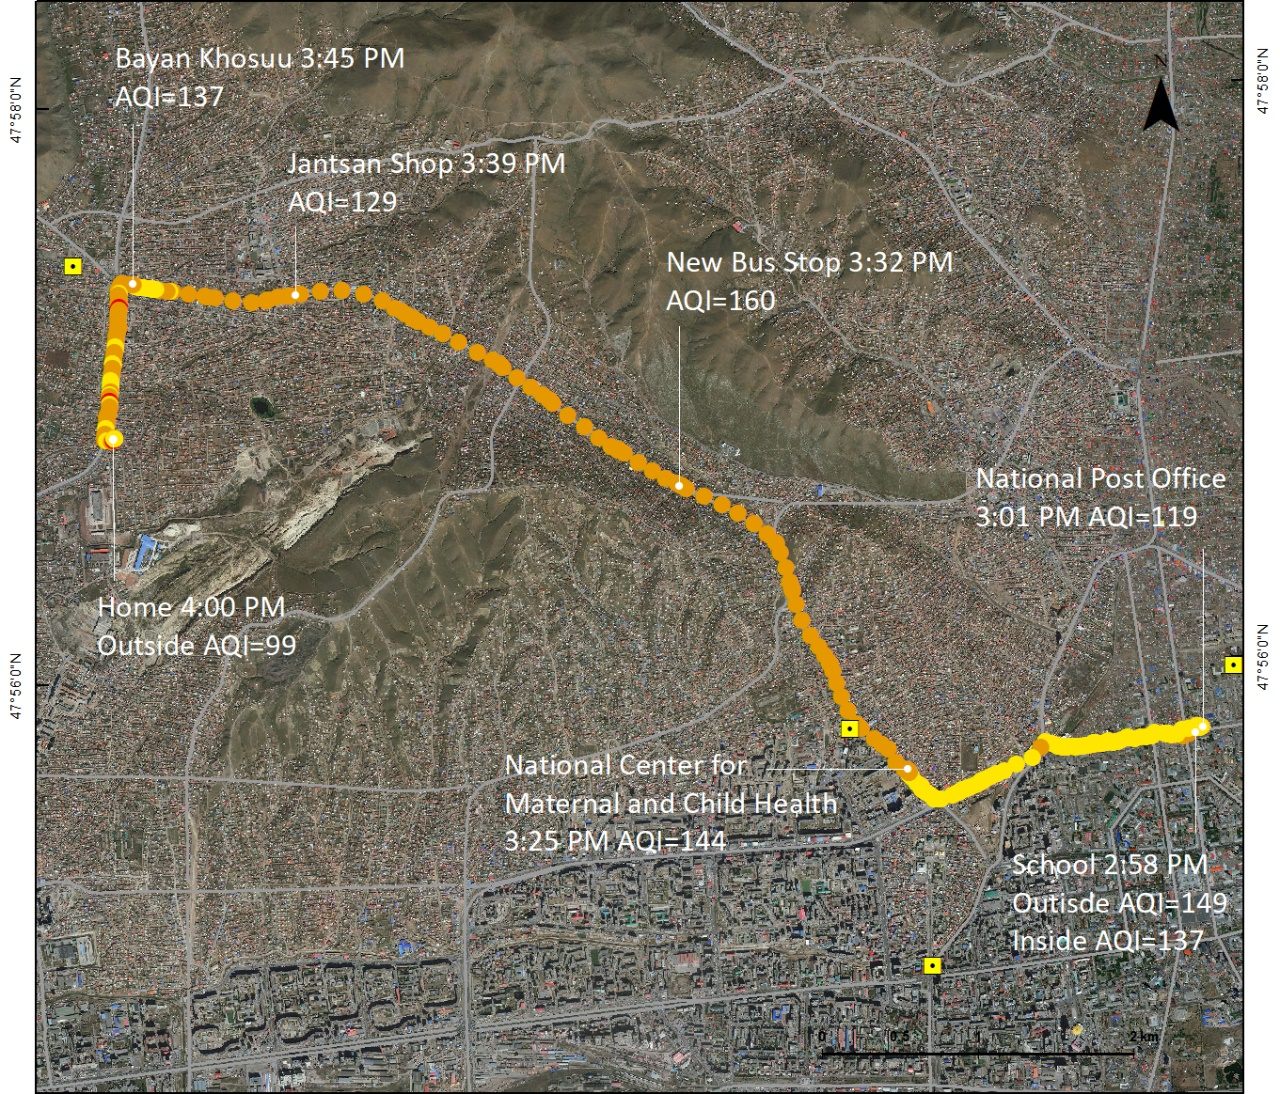 Bayan Khosuu 3:45 PM
AQI=137
N
47°58'0"N
47°58'0"N
Jantsan Shop 3:39 PM
AQI=129
New Bus Stop 3:32 PM
AQI=160
National Post Office
3:01 PM AQI=119
Home 4:00 PM
Outside AQI=99
47°56'0"N
47°56'0"N
National Center for
Maternal and Child Health
3:25 PM AQI=144
School 2:58 PM
Outisde AQI=149
Inside AQI=137
0 0.5 1 2 km